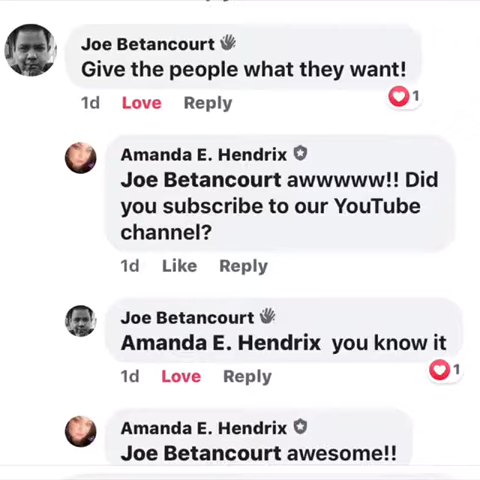 Joe Betancourt
Give the people what they want!
1d Love Reply
1
Amanda E. Hendrix
Joe Betancourt awwwww!! Did
you subscribe to our YouTube
channel?
1d Like Reply
Joe Betancourt
Amanda E. Hendrix you know it
1d Love Reply
1
Amanda E. Hendrix
Joe Betancourt awesome!!